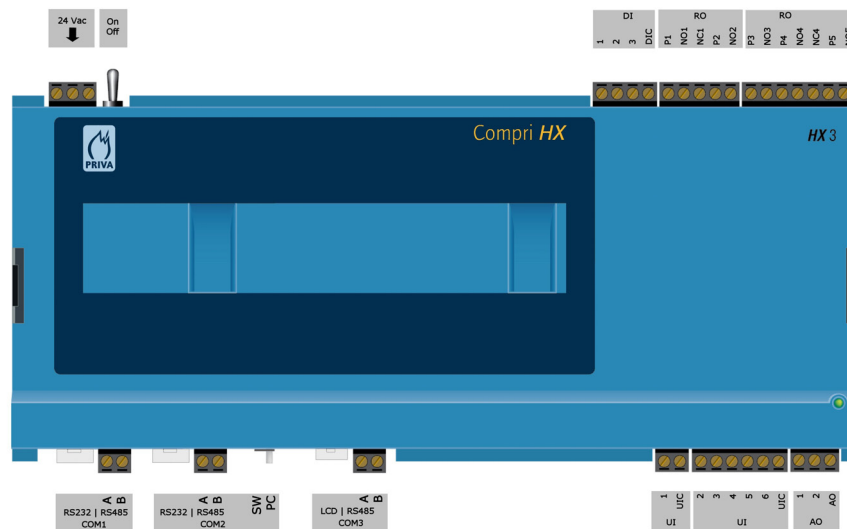 24 Vac
On
Off
DI
RO
RO
1
2
3
DIC
P1
NO1
NC1
P2
NO2
P3
NO3
P4
NO4
NC4
P5
PRIVA
Compri HX
HX 3
A
B
RS232 | RS485
COM1
A
B
RS232 | RS485
COM2
SW
PC
A
B
LCD | RS485
COM3
1
UIC
UI
2
3
4
5
6
UIC
UI
1
2
AO
AO